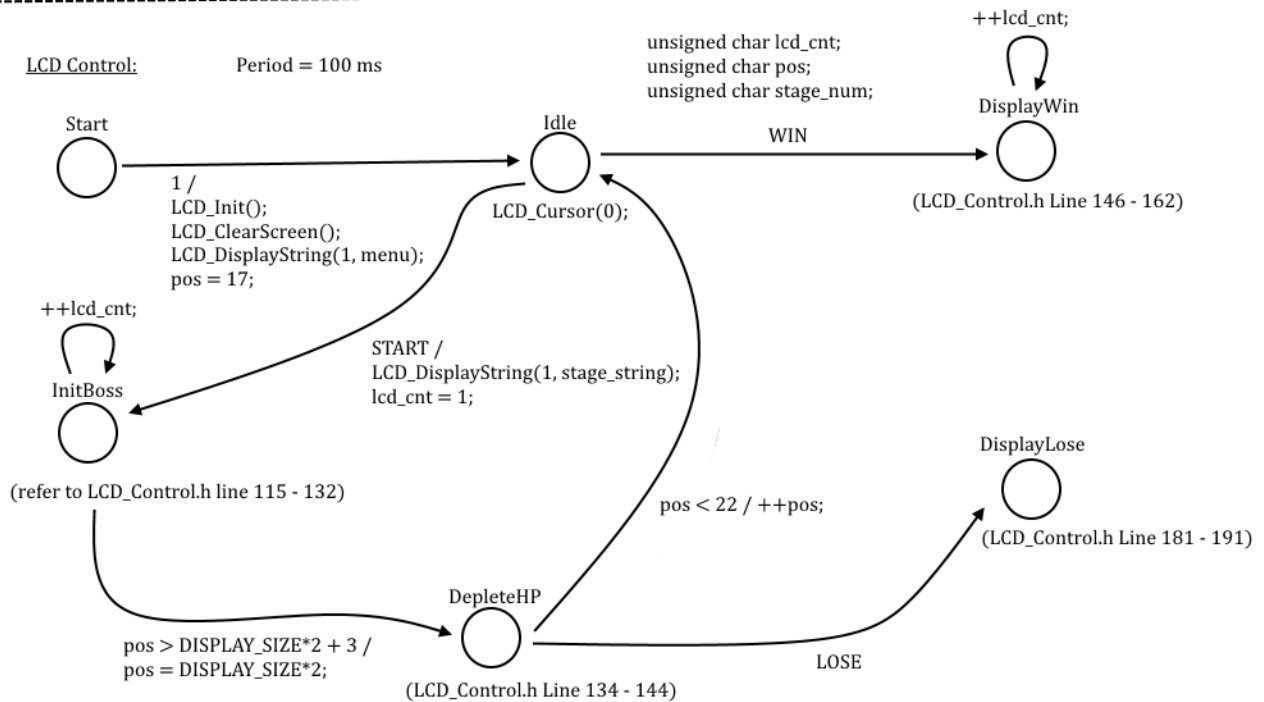 ++lcd_cnt;
LCD Control:
Period = 100 ms
unsigned char lcd_cnt;
unsigned char pos;
unsigned char stage_num;
DisplayWin
Start
Idle
WIN
1 /
LCD_Init();
LCD_ClearScreen();
LCD_DisplayString(1, menu);
pos = 17;
LCD_Cursor(0);
(LCD_Control.h Line 146 - 162)
++lcd_cnt;
InitBoss
START /
LCD_DisplayString(1, stage_string);
lcd_cnt = 1;
(refer to LCD_Control.h line 115 - 132)
DisplayLose
pos < 22 / ++pos;
(LCD_Control.h Line 181 - 191)
DepleteHP
pos > DISPLAY_SIZE*2 + 3 /
pos = DISPLAY_SIZE*2;
LOSE
(LCD_Control.h Line 134 - 144)